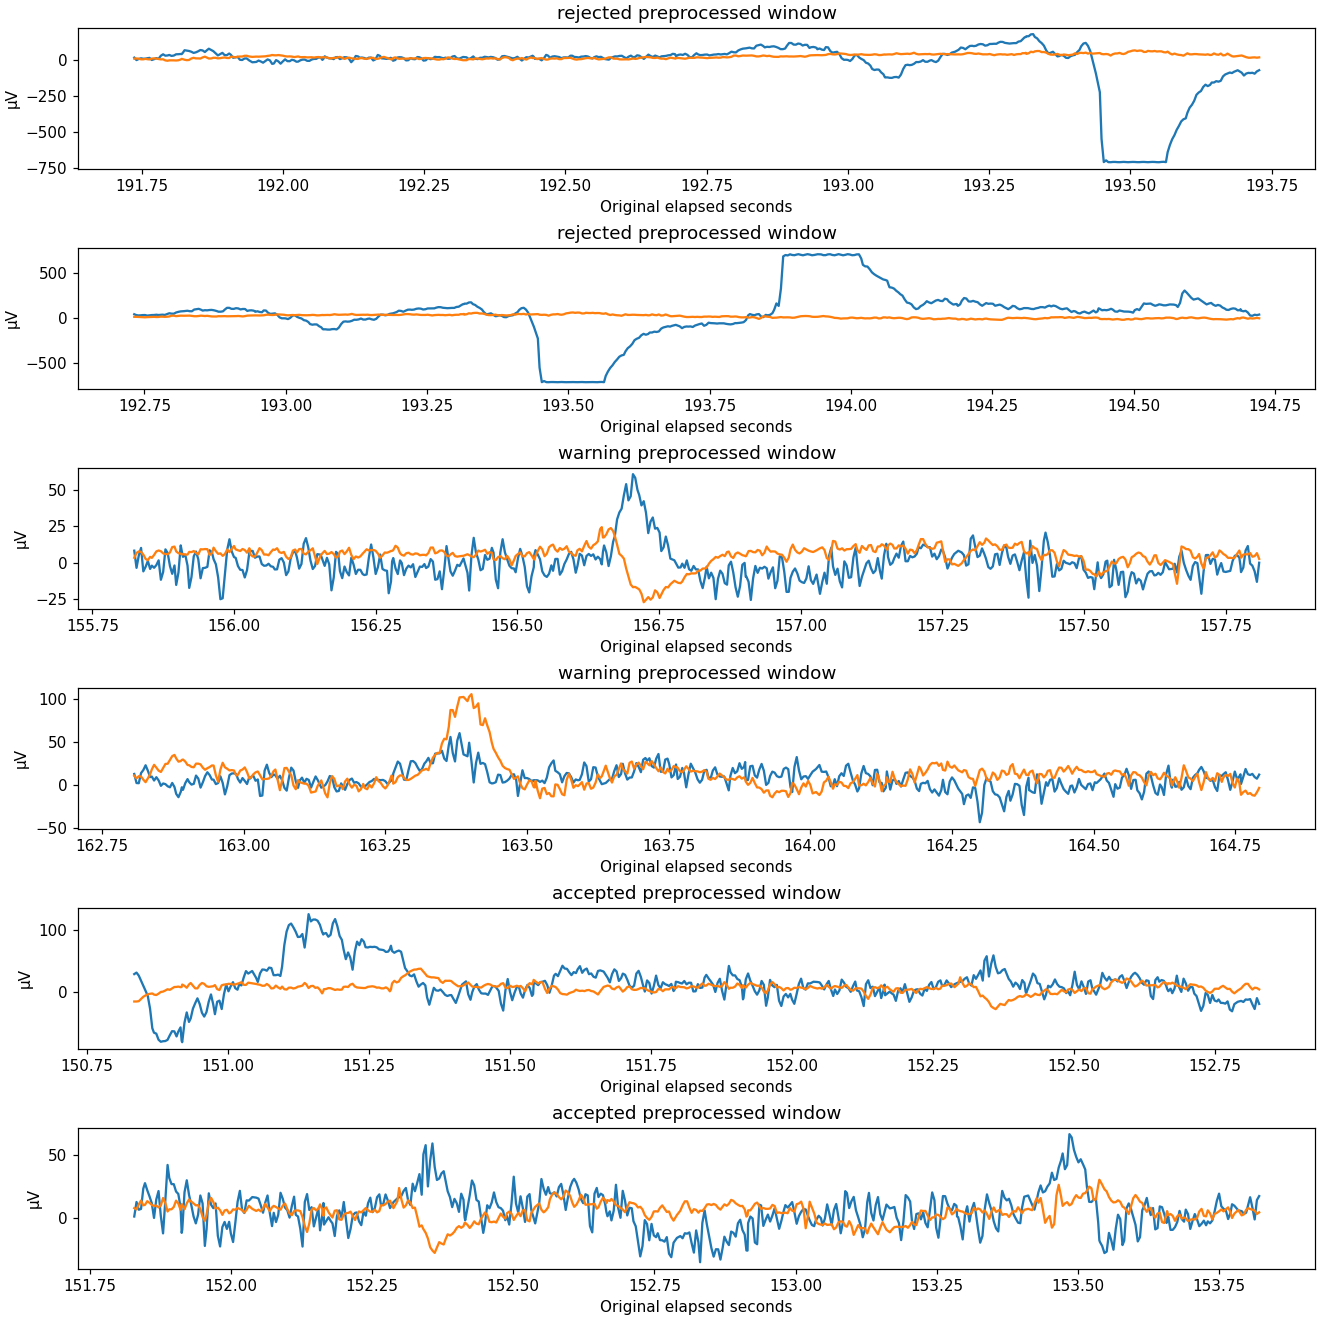 rejected preprocessed window
0
−250
−500
−750
µV
191.75 192.00 192.25 192.50 192.75 193.00 193.25 193.50 193.75
Original elapsed seconds
rejected preprocessed window
500
0
−500
µV
192.75 193.00 193.25 193.50 193.75 194.00 194.25 194.50 194.75
Original elapsed seconds
warning preprocessed window
50
25
0
−25
µV
155.75 156.00 156.25 156.50 156.75 157.00 157.25 157.50 157.75
Original elapsed seconds
warning preprocessed window
100
50
0
−50
µV
162.75 163.00 163.25 163.50 163.75 164.00 164.25 164.50 164.75
Original elapsed seconds
accepted preprocessed window
100
0
µV
150.75 151.00 151.25 151.50 151.75 152.00 152.25 152.50 152.75
Original elapsed seconds
accepted preprocessed window
50
0
µV
151.75 152.00 152.25 152.50 152.75 153.00 153.25 153.50 153.75
Original elapsed seconds